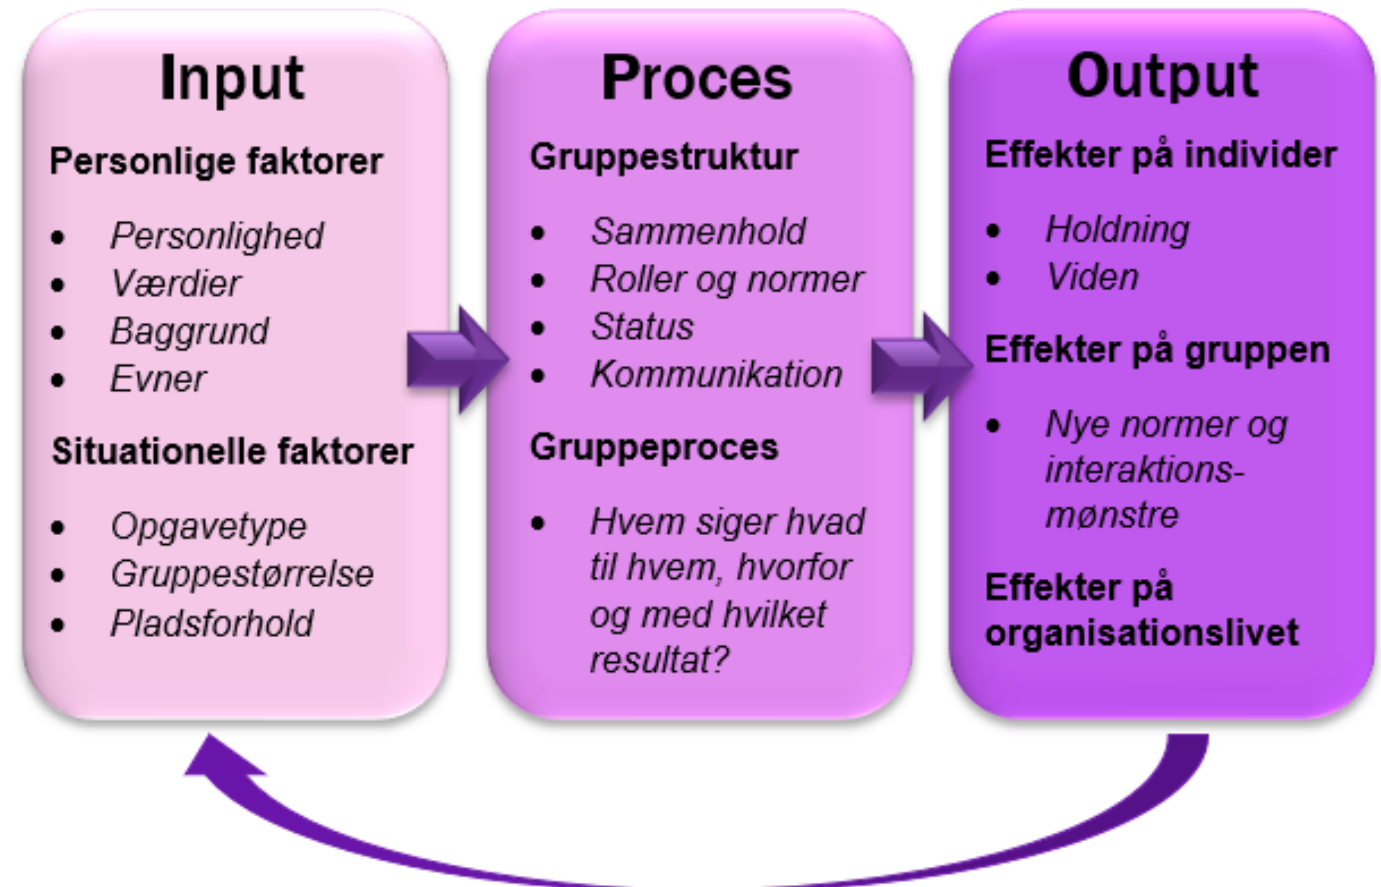 Input
Personlige faktorer
• Personlighed
• Værdier
• Baggrund
• Evner
Situationelle faktorer
• Opgavetype
• Gruppestørrelse
• Pladsforhold
Proces
Gruppestruktur
• Sammenhold
• Roller og normer
• Status
• Kommunikation
Gruppeproces
• Hvem siger hvad
til hvem, hvorfor
og med hvilket
resultat?
Output
Effekter på individer
• Holdning
• Viden
Effekter på gruppen
• Nye normer og
interaktions-
mønstre
Effekter på
organisationslivet